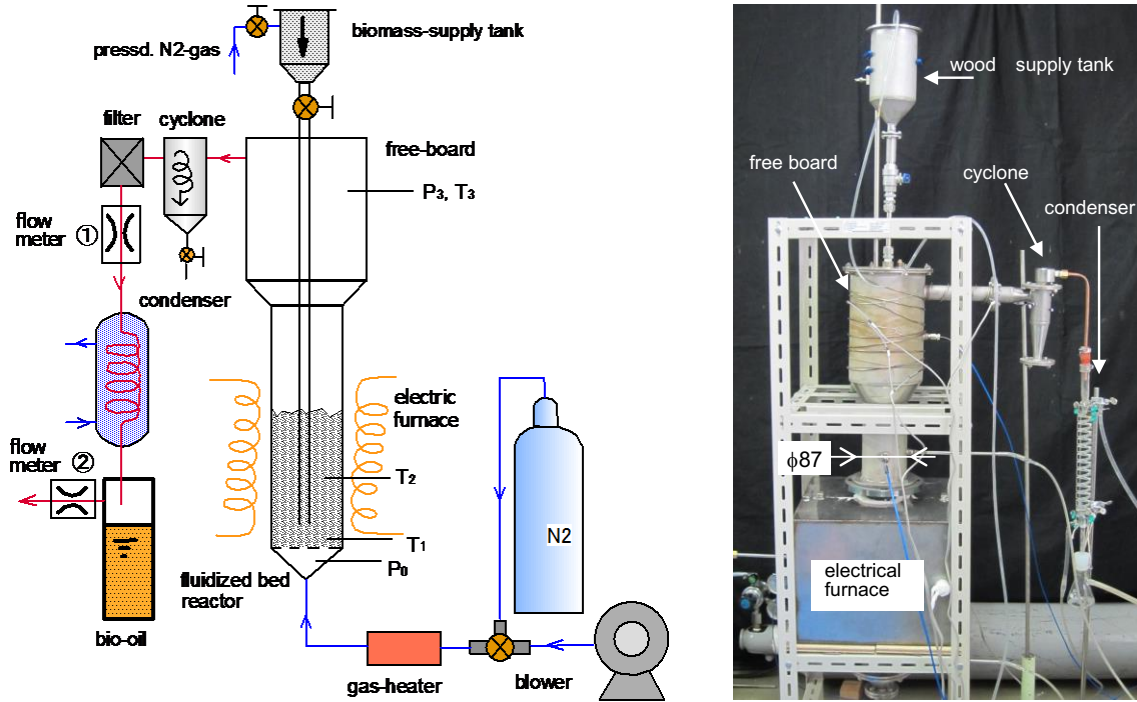 pressd. N2-gas
biomass-supply tank
filter
cyclone
free-board
P3, T3
flow
meter ①
condenser
electric
furnace
flow
meter ②
T2
T1
P0
N2
fluidized bed
reactor
bio-oil
gas-heater
blower
wood supply tank
free board
cyclone
condenser
ϕ87
electrical
furnace